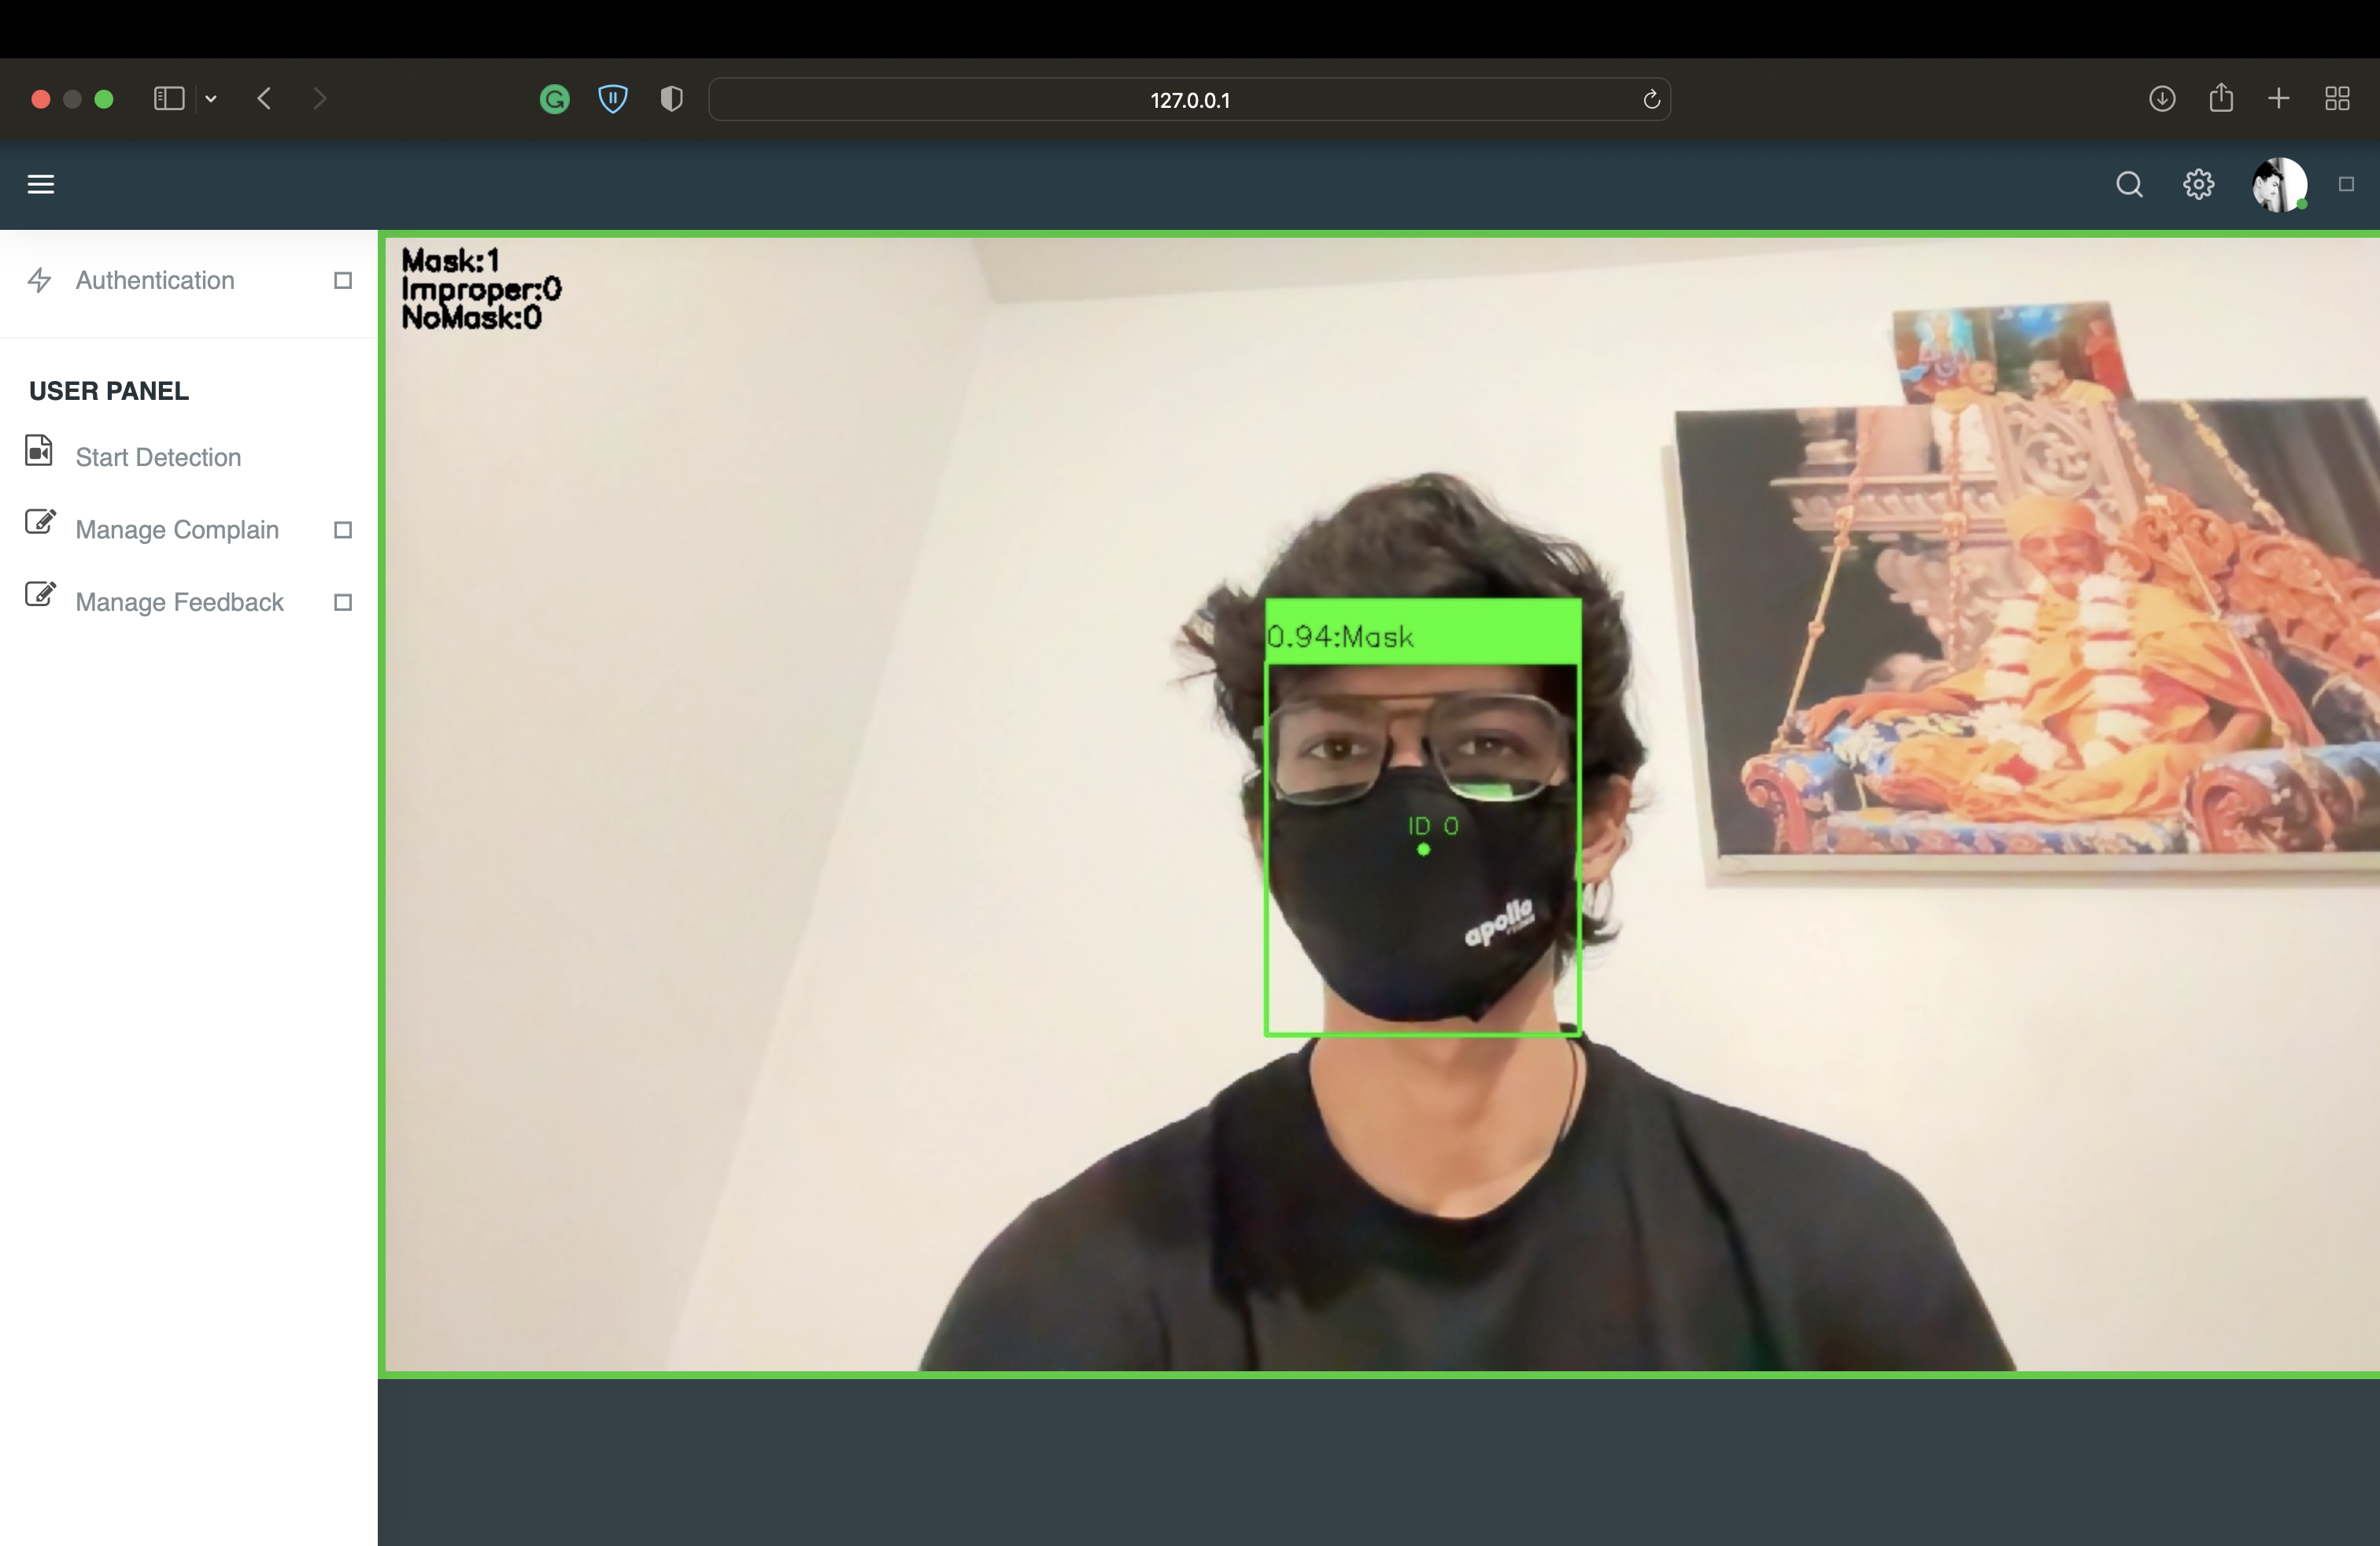 127.0.0.1
Authentication
USER PANEL
Start Detection
Manage Complain
Manage Feedback
Mask:1
Improper:0
NoMask:0
0.94:Mask
ID 0
apollo